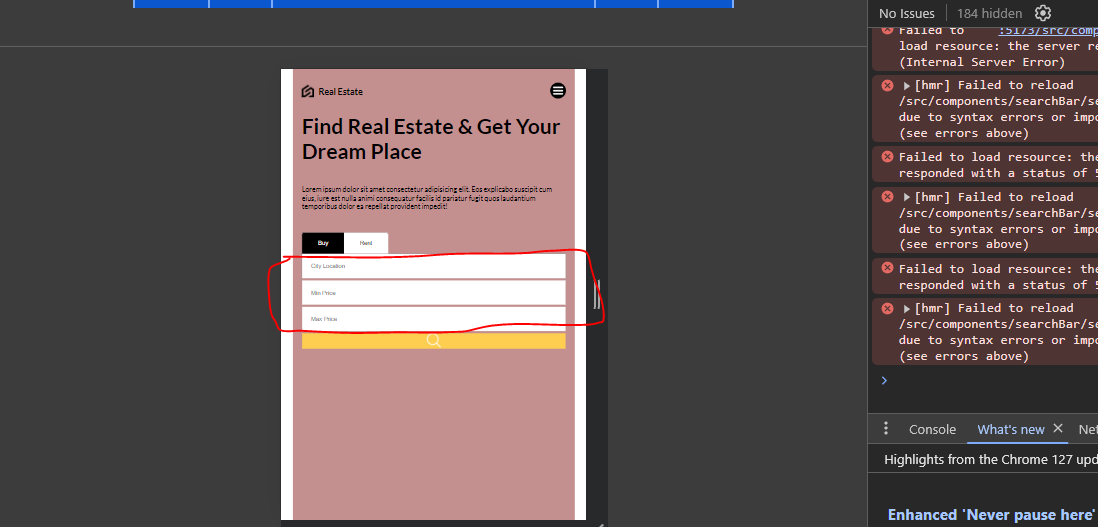 No Issues
184 hidden
Failed to :5173/src/comp
load resource: the server re
(Internal Server Error)
[hmr] Failed to reload
/src/components/searchBar/se
due to syntax errors or impo
(see errors above)
Failed to load resource: the
responded with a status of 5
[hmr] Failed to reload
/src/components/searchBar/se
due to syntax errors or impo
(see errors above)
Failed to load resource: the
responded with a status of 5
[hmr] Failed to reload
/src/components/searchBar/se
due to syntax errors or impo
(see errors above)
Console
What's new
Net
Highlights from the Chrome 127 upd
Enhanced 'Never pause here'
Real Estate
Find Real Estate & Get Your
Dream Place
Lorem ipsum dolor sit amet consectetur adipisicing elit. Eos explicabo suscipit cum
eius, iure est nulla animi consequatur facilis id pariatur fugit quos laudantium
temporibus dolor ea repellat provident impedit!
Buy
Rent
City Location
Min Price
Max Price